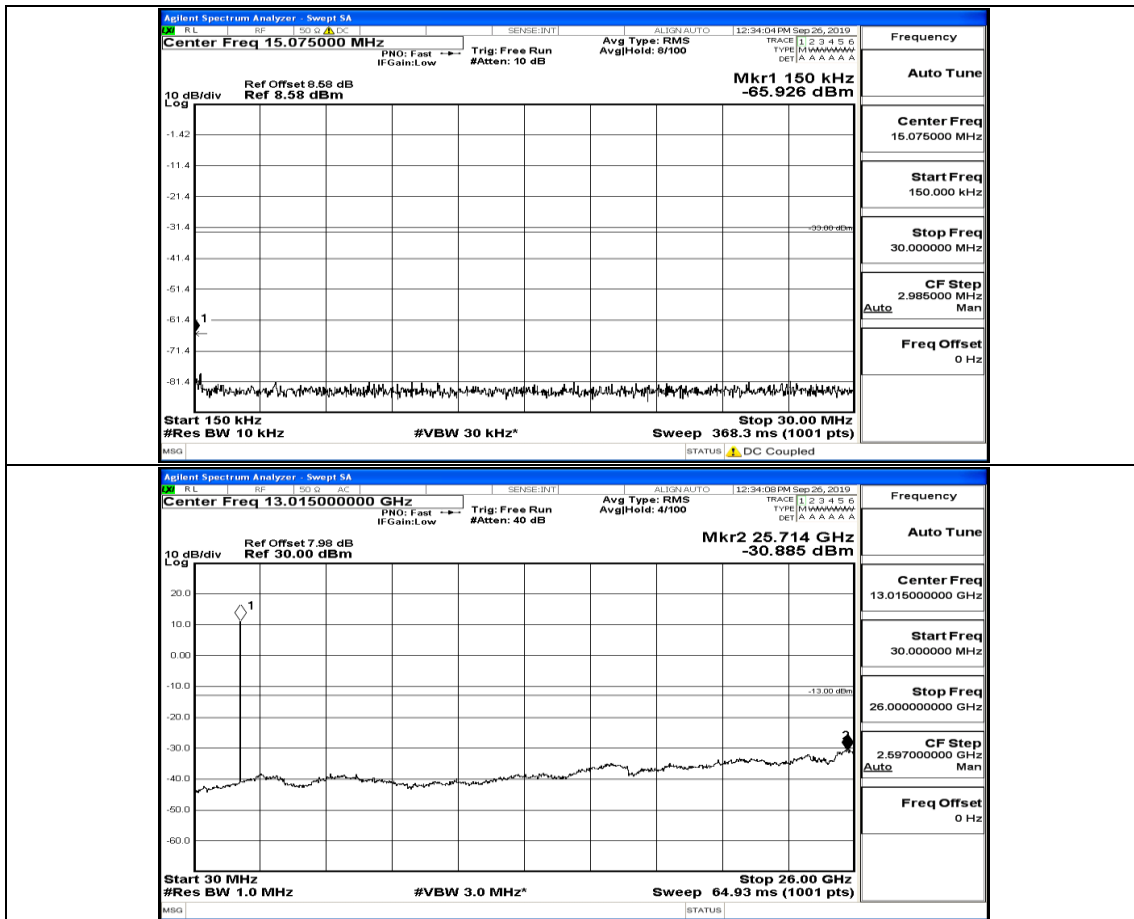 Agilent Spectrum Analyzer - Swept SA
LXI RL RF 50 Ω DC SENSE:INT ALIGN AUTO 12:34:04 PM Sep 26, 2019
Center Freq 15.075000 MHz
PNO: Fast Trig: Free Run Avg Type: RMS TRACE 1 2 3 4 5 6
IFGain:Low #Atten: 10 dB Avg|Hold: 8/100 TYPE M
DET A A A A A A
Frequency
Auto Tune
Mkr1 150 kHz
-65.926 dBm
Ref Offset 8.58 dB
10 dB/div Ref 8.58 dBm
Log
-1.42
-11.4
-21.4
-31.4
-33.00 dBm
-41.4
-51.4
-61.4
1
-71.4
-81.4
Center Freq
15.075000 MHz
Start Freq
150.000 kHz
Stop Freq
30.000000 MHz
CF Step
2.985000 MHz
Auto Man
Freq Offset
0 Hz
Start 150 kHz Stop 30.00 MHz
#Res BW 10 kHz #VBW 30 kHz* Sweep 368.3 ms (1001 pts)
MSG STATUS DC Coupled
Agilent Spectrum Analyzer - Swept SA
LXI RL RF 50 Ω AC SENSE:INT ALIGN AUTO 12:34:08 PM Sep 26, 2019
Center Freq 13.015000000 GHz
PNO: Fast Trig: Free Run Avg Type: RMS TRACE 1 2 3 4 5 6
IFGain:Low #Atten: 40 dB Avg|Hold: 4/100 TYPE M
DET A A A A A A
Frequency
Auto Tune
Mkr2 25.714 GHz
-30.885 dBm
Ref Offset 7.98 dB
10 dB/div Ref 30.00 dBm
Log
20.0
1
10.0
0.00
-10.0
-13.00 dBm
-20.0
-30.0
2
-40.0
-50.0
-60.0
Center Freq
13.015000000 GHz
Start Freq
30.000000 MHz
Stop Freq
26.000000000 GHz
CF Step
2.597000000 GHz
Auto Man
Freq Offset
0 Hz
Start 30 MHz Stop 26.00 GHz
#Res BW 1.0 MHz #VBW 3.0 MHz* Sweep 64.93 ms (1001 pts)
MSG STATUS